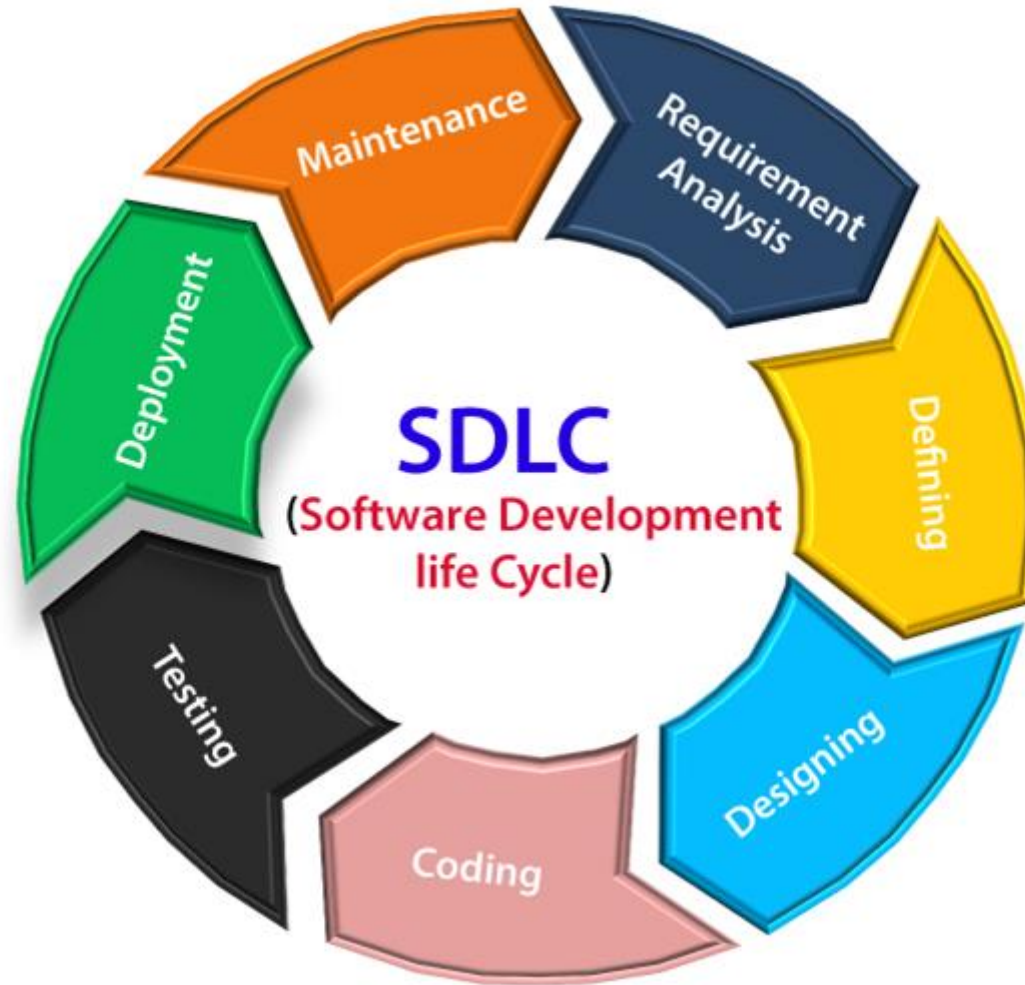 Maintenance
Requirement
Analysis
Defining
Designing
Coding
Testing
Deployment
SDLC
(Software Development
life Cycle)